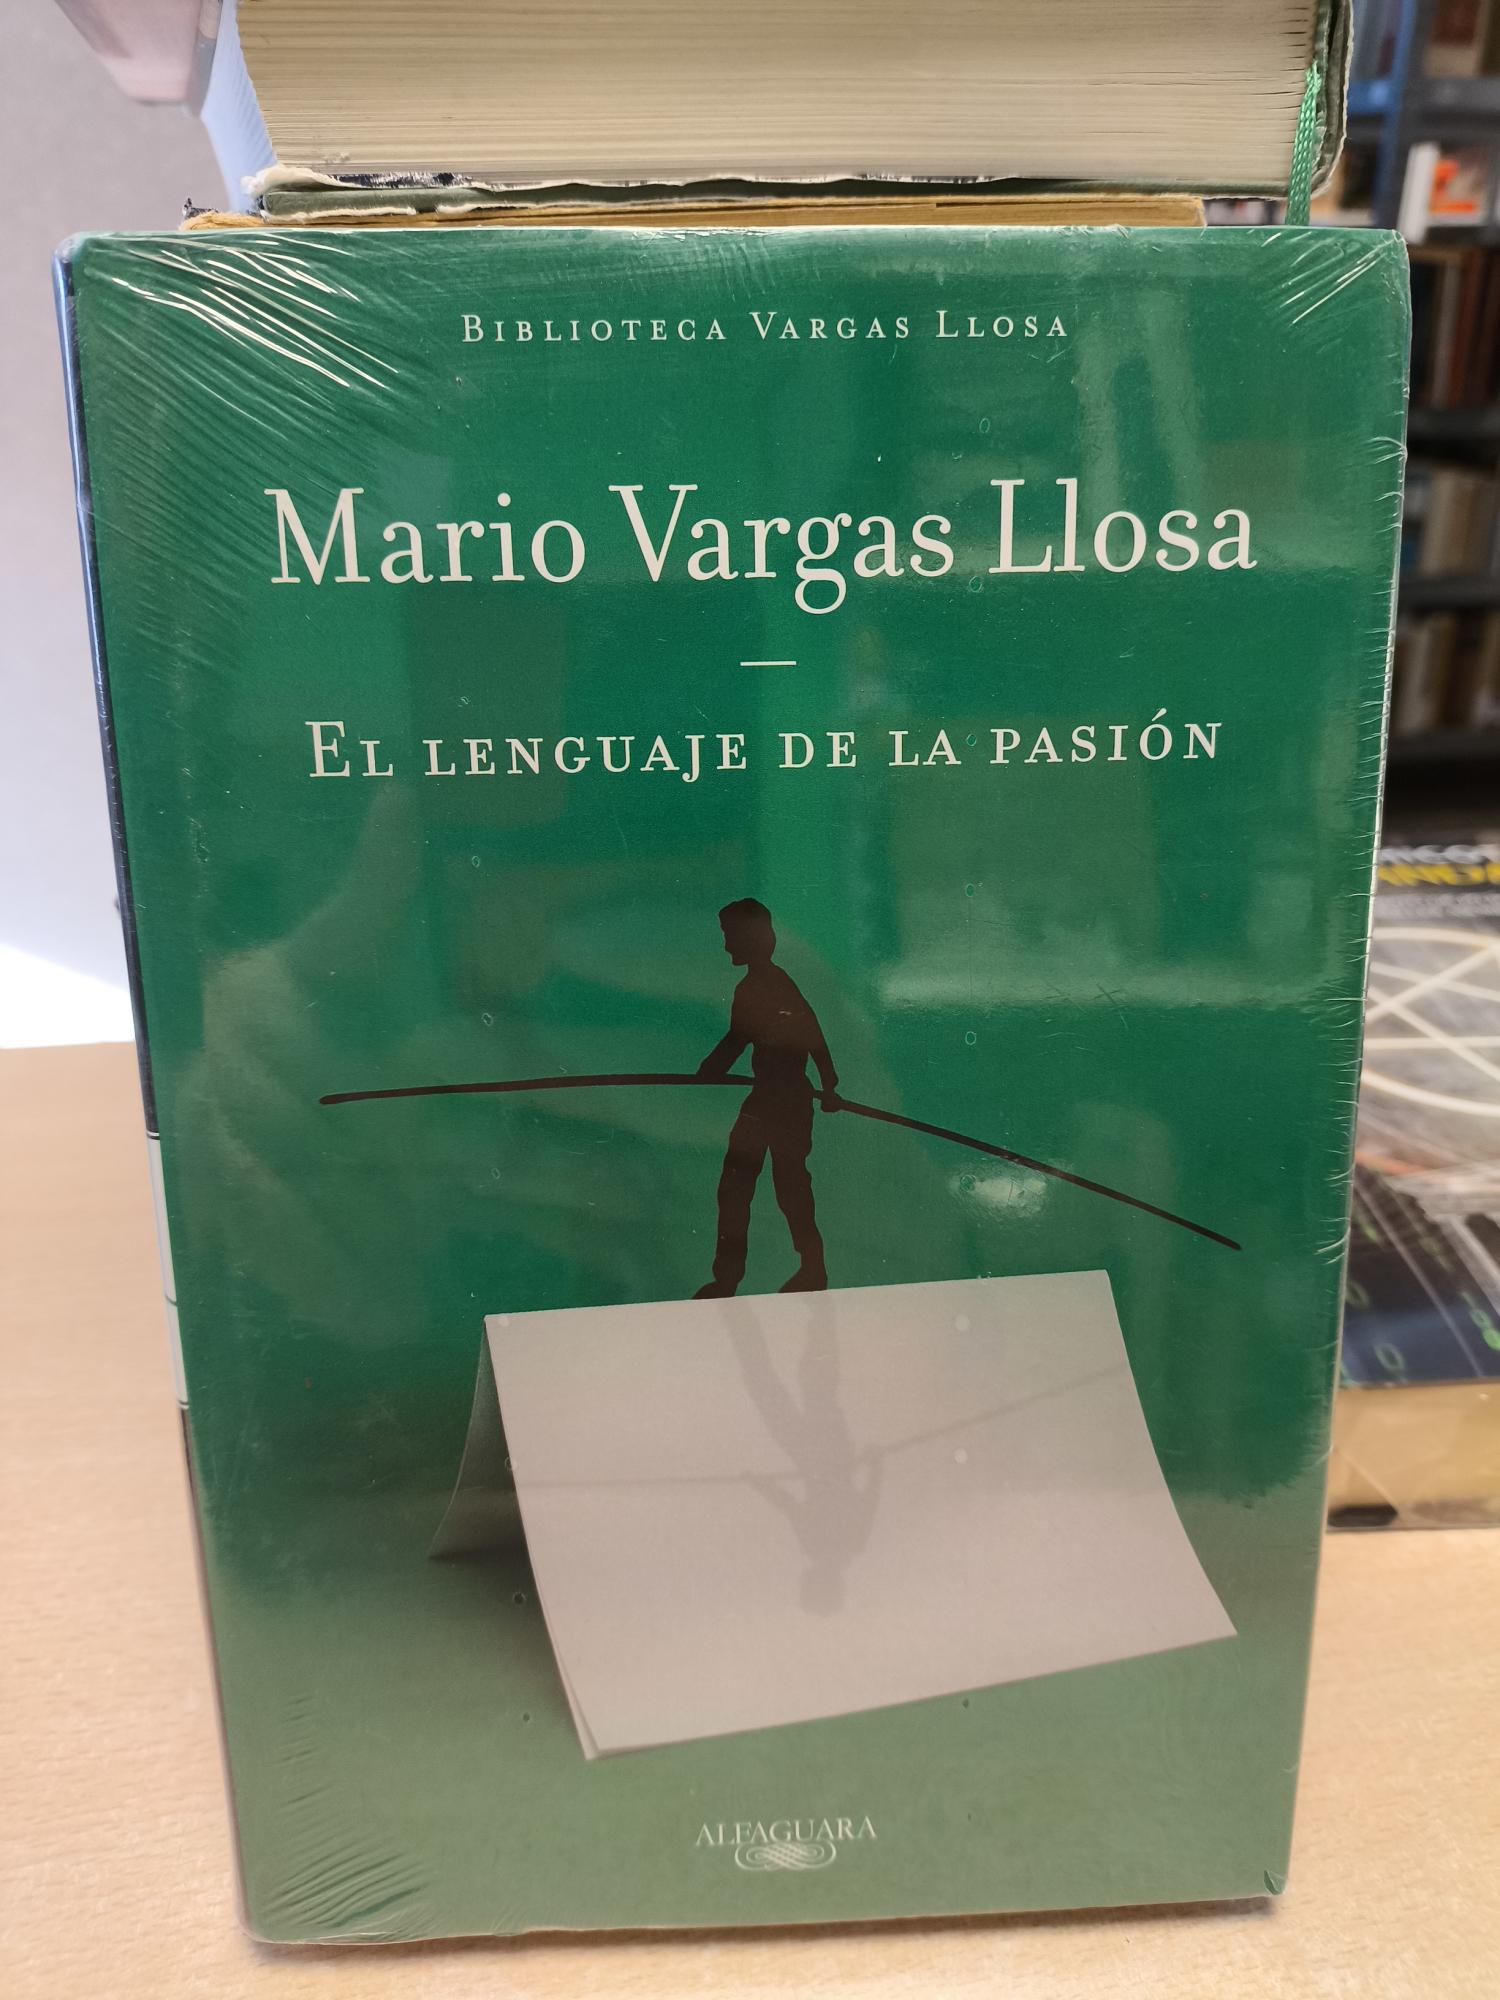 BIBLIOTECA VARGAS LLOSA
Mario Vargas Llosa
EL LENGUAJE DE LA PASIÓN
ALFAGUARA